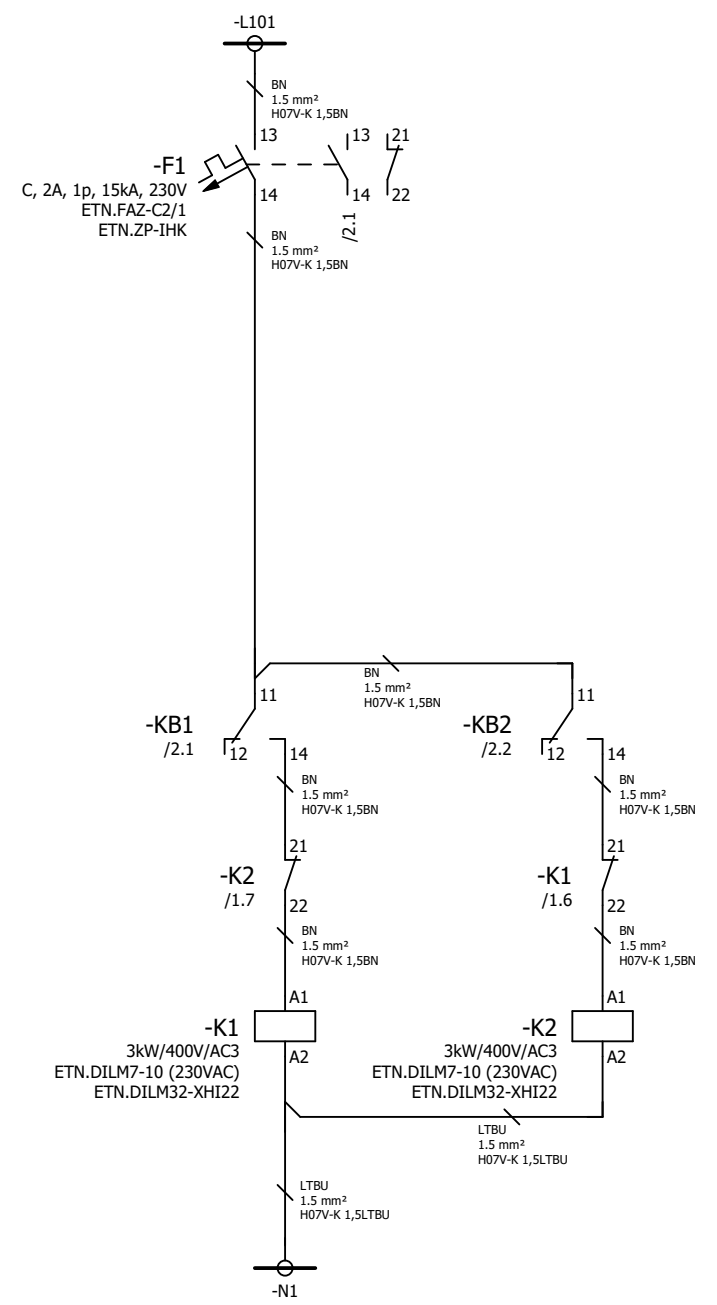 -L101
BN
1.5 mm²
H07V-K 1,5BN
13
13
21
-F1
14
14
22
C, 2A, 1p, 15kA, 230V
ETN.FAZ-C2/1
ETN.ZP-IHK
/2.1
BN
1.5 mm²
H07V-K 1,5BN
BN
1.5 mm²
H07V-K 1,5BN
11
11
-KB1
/2.1
12
14
-KB2
/2.2
12
14
BN
1.5 mm²
H07V-K 1,5BN
BN
1.5 mm²
H07V-K 1,5BN
21
-K2
/1.7
22
21
-K1
/1.6
22
BN
1.5 mm²
H07V-K 1,5BN
BN
1.5 mm²
H07V-K 1,5BN
A1
-K1
3kW/400V/AC3
A2
ETN.DILM7-10 (230VAC)
ETN.DILM32-XHI22
A1
-K2
3kW/400V/AC3
A2
ETN.DILM7-10 (230VAC)
ETN.DILM32-XHI22
LTBU
1.5 mm²
H07V-K 1,5LTBU
LTBU
1.5 mm²
H07V-K 1,5LTBU
-N1